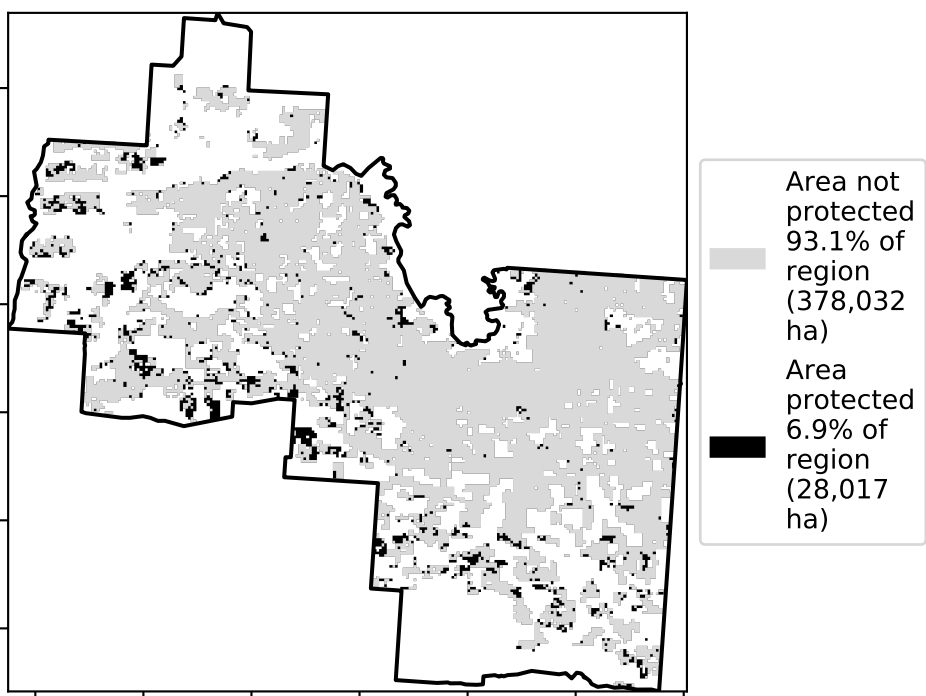 Area not
protected
93.1% of
region
(378,032
ha)
Area
protected
6.9% of
region
(28,017
ha)